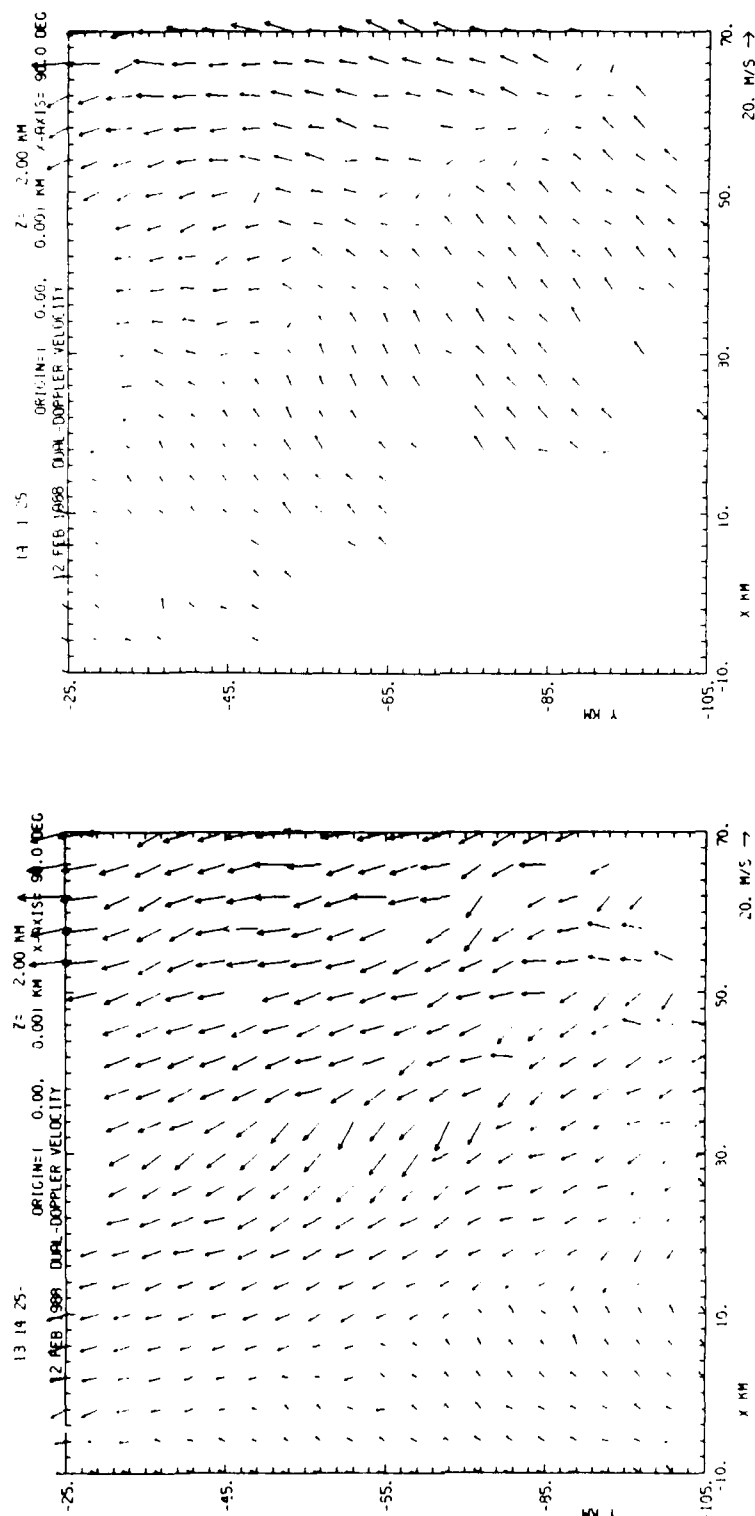 Z= 2.00 KM
ORIGIN=( 0.00, 0.001 KM X-AXIS= 90.0 DEG
12 FEB 1988 DUAL-DOPPLER VELOCITY
-25.
-45.
-65.
-85.
-105.
Y KM
-10.
10.
30.
50.
70.
X KM
20. M/S →
13 14 25-
Z= 2.00 KM
ORIGIN=( 0.00, 0.001 KM X-AXIS= 90.0 DEG
12 FEB 1988 DUAL-DOPPLER VELOCITY
-25.
-45.
-65.
-85.
-105.
-10.
10.
30.
50.
70.
X KM
20. M/S →